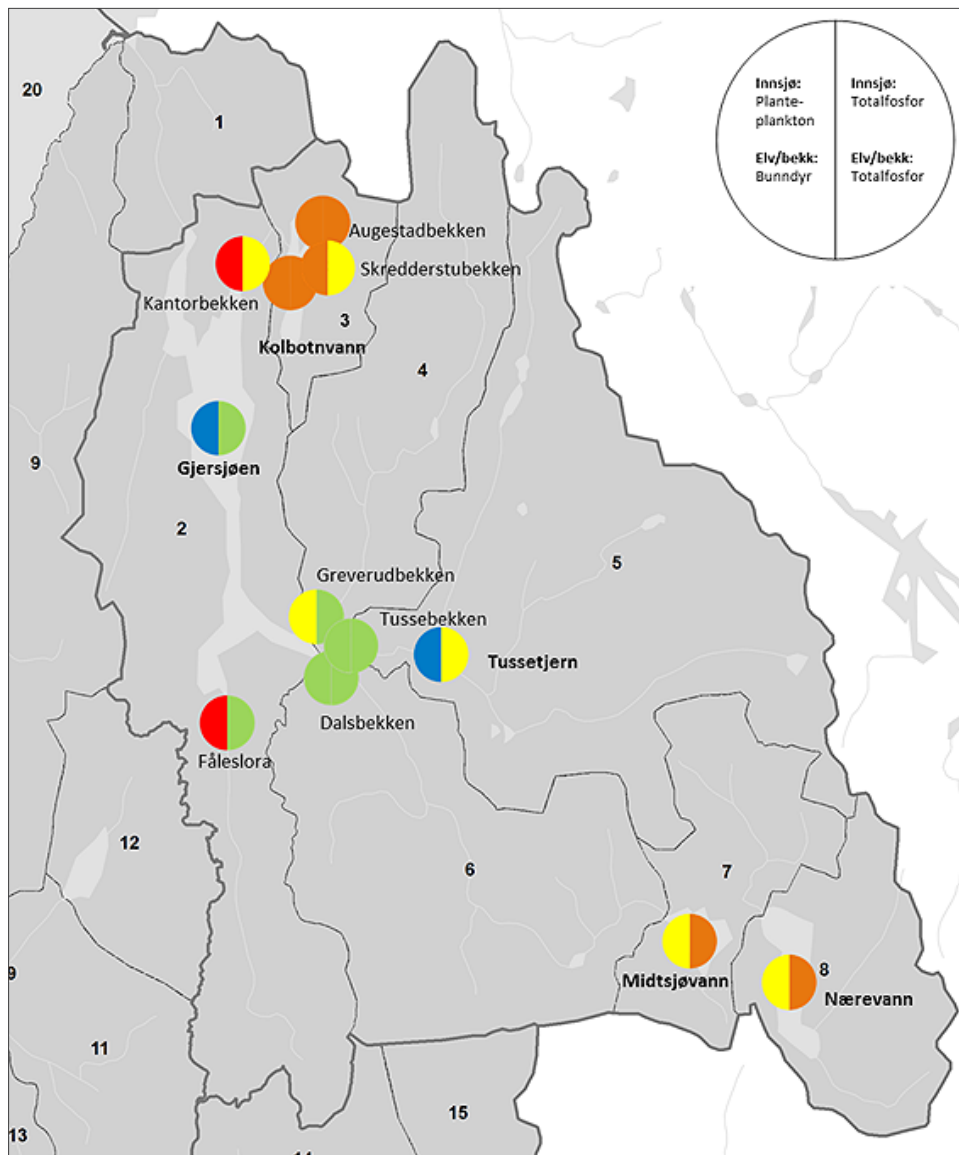 20
1
Innsjø:
Plante-
plankton
Innsjø:
Totalfosfor
Elv/bekk:
Bunndyr
Elv/bekk:
Totalfosfor
Augestadbekken
Skredderstubekken
Kantorbekken
3
Kolbotnvann
4
9
Gjersjøen
2
5
Greverudbekken
Tussebekken
Tussetjern
Dalsbekken
Fåleslora
12
6
7
9
Midtsjøvann
8
Nærevann
11
15
13